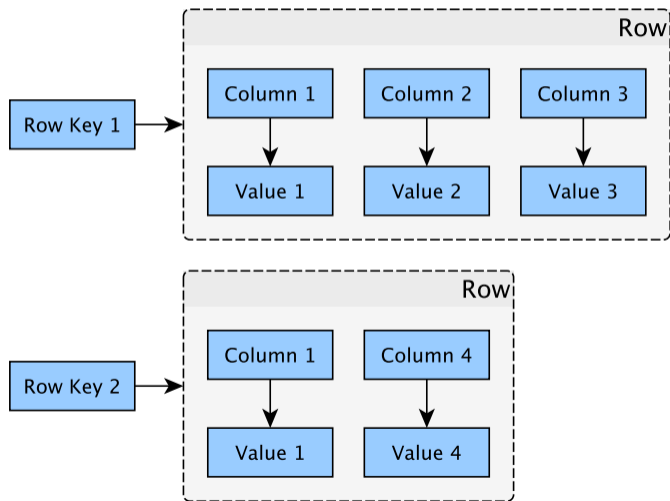 Row
Column 1
Column 2
Column 3
Row Key 1
Value 1
Value 2
Value 3
Row
Column 1
Column 4
Row Key 2
Value 1
Value 4